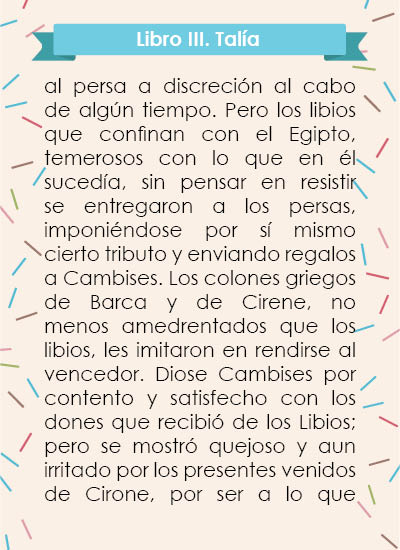 Libro III. Talía
al persa a discreción al cabo
de algún tiempo. Pero los libios
que confinan con el Egipto,
temerosos con lo que en él
sucedía, sin pensar en resistir
se entregaron a los persas,
imponiéndose por sí mismo
cierto tributo y enviando regalos
a Cambises. Los colones griegos
de Barca y de Cirene, no
menos amedrentados que los
libios, les imitaron en rendirse al
vencedor. Diose Cambises por
contento y satisfecho con los
dones que recibió de los Libios;
pero se mostró quejoso y aun
irritado por los presentes venidos
de Cirone, por ser a lo que